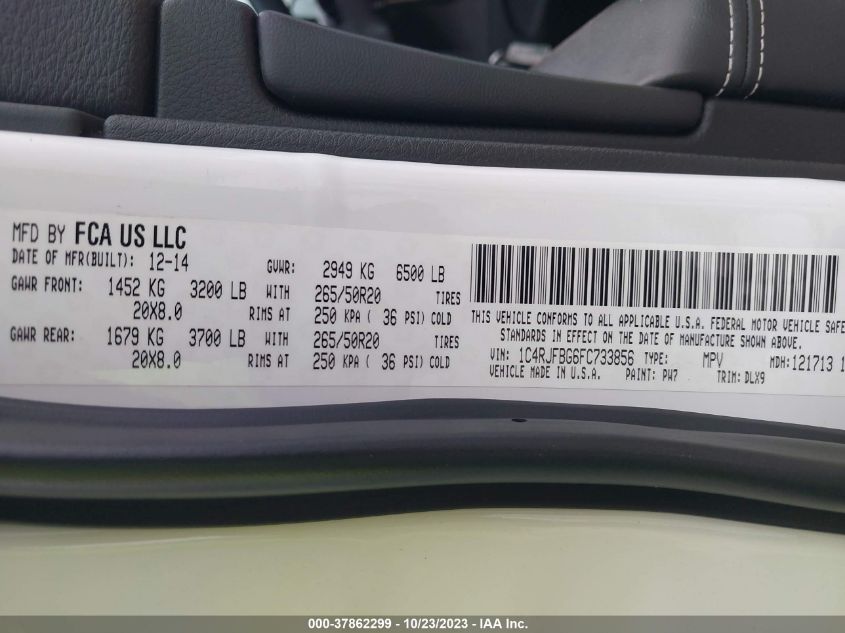 MFD BY FCA US LLC
DATE OF MFR(BUILT): 12-14 GVWR: 2949 KG 6500 LB
GAWR FRONT: 1452 KG 3200 LB WITH 265/50R20 TIRES
20X8.0 RIMS AT 250 KPA ( 36 PSI) COLD
GAWR REAR: 1679 KG 3700 LB WITH 265/50R20 TIRES
20X8.0 RIMS AT 250 KPA ( 36 PSI) COLD
THIS VEHICLE CONFORMS TO ALL APPLICABLE U.S.A. FEDERAL MOTOR VEHICLE SAFE
STANDARDS IN EFFECT ON THE DATE OF MANUFACTURE SHOWN ABOVE.
VIN: 1C4RJFBG6FC733856 TYPE: MPV MDH: 121713 1
VEHICLE MADE IN U.S.A. PAINT: PW7 TRIM: DLX9
000-37862299 - 10/23/2023 - IAA Inc.